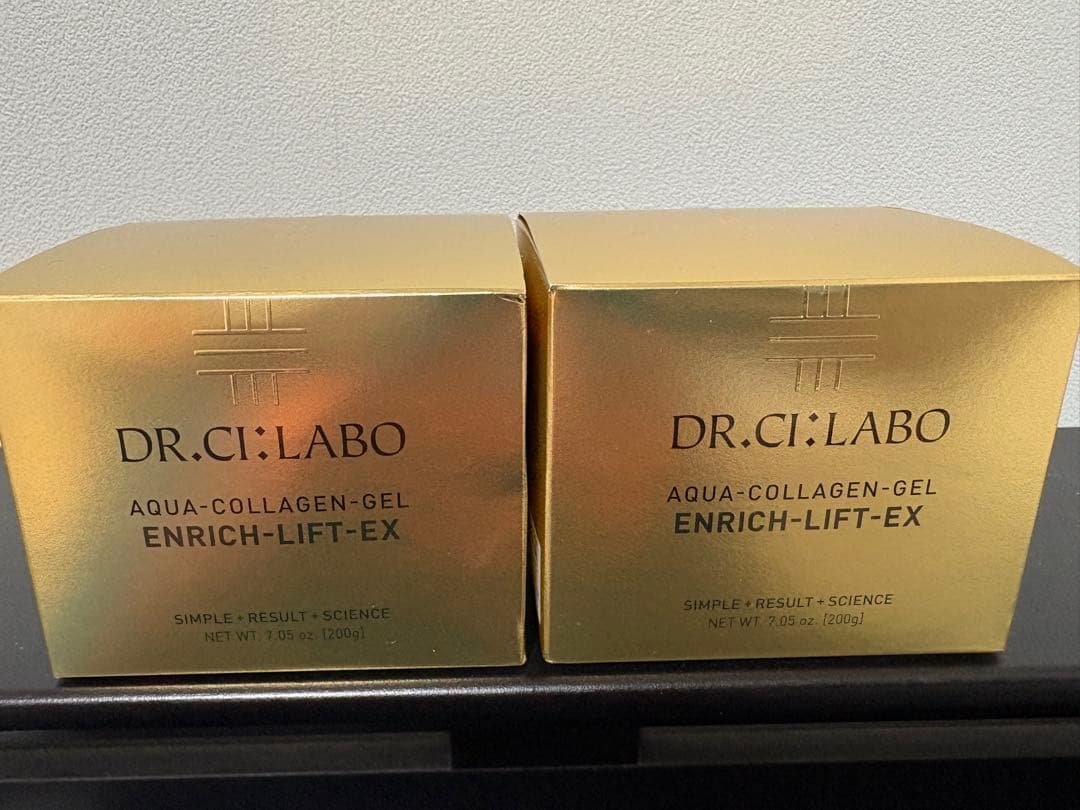 DR.CI:LABO
AQUA-COLLAGEN-GEL
ENRICH-LIFT-EX
SIMPLE+RESULT+SCIENCE
NET WT. 7.05 oz. [200g]
DR.CI:LABO
AQUA-COLLAGEN-GEL
ENRICH-LIFT-EX
SIMPLE+RESULT+SCIENCE
NET WT. 7.05 oz. [200g]